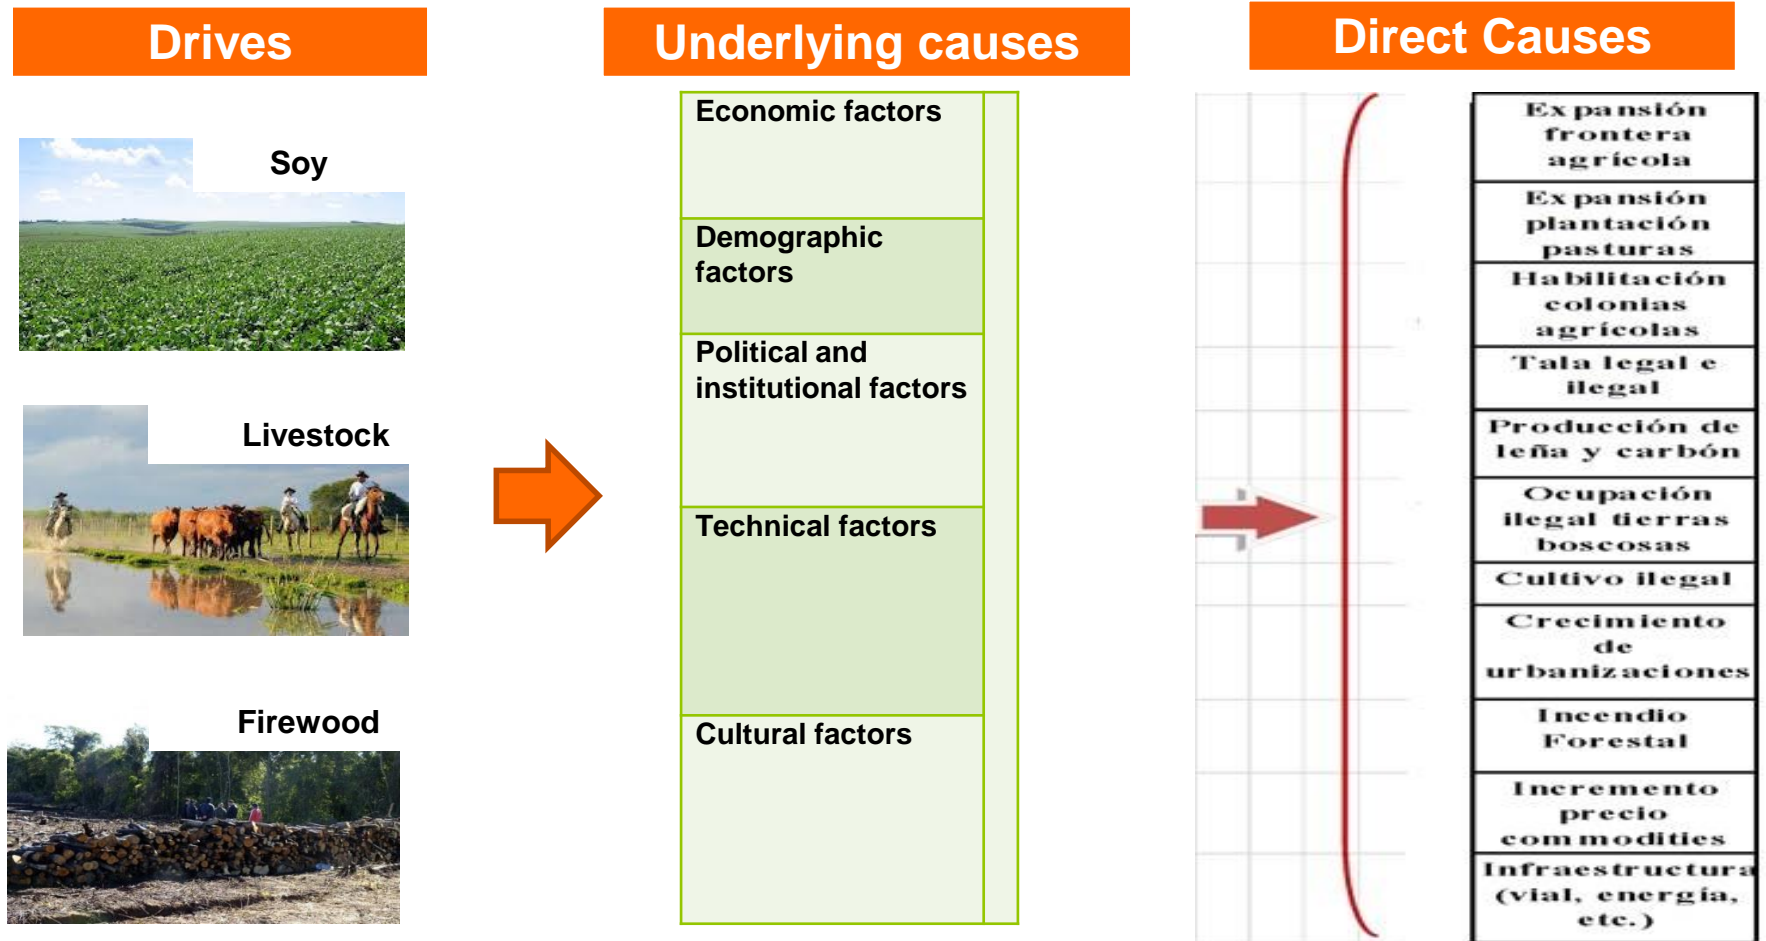 Drives
Soy
Livestock
Firewood
Underlying causes
Economic factors
Demographic
factors
Political and
institutional factors
Technical factors
Cultural factors
Direct Causes
Expansión
frontera
agrícola
Expansión
plantación
pasturas
Habilitación
colonias
agrícolas
Tala legal e
ilegal
Producción de
leña y carbón
Ocupación
ilegal tierras
boscosas
Cultivo ilegal
Crecimiento
de
urbanizaciones
Incendio
Forestal
Incremento
precio
commodities
Infraestructura
(vial, energía,
etc.)